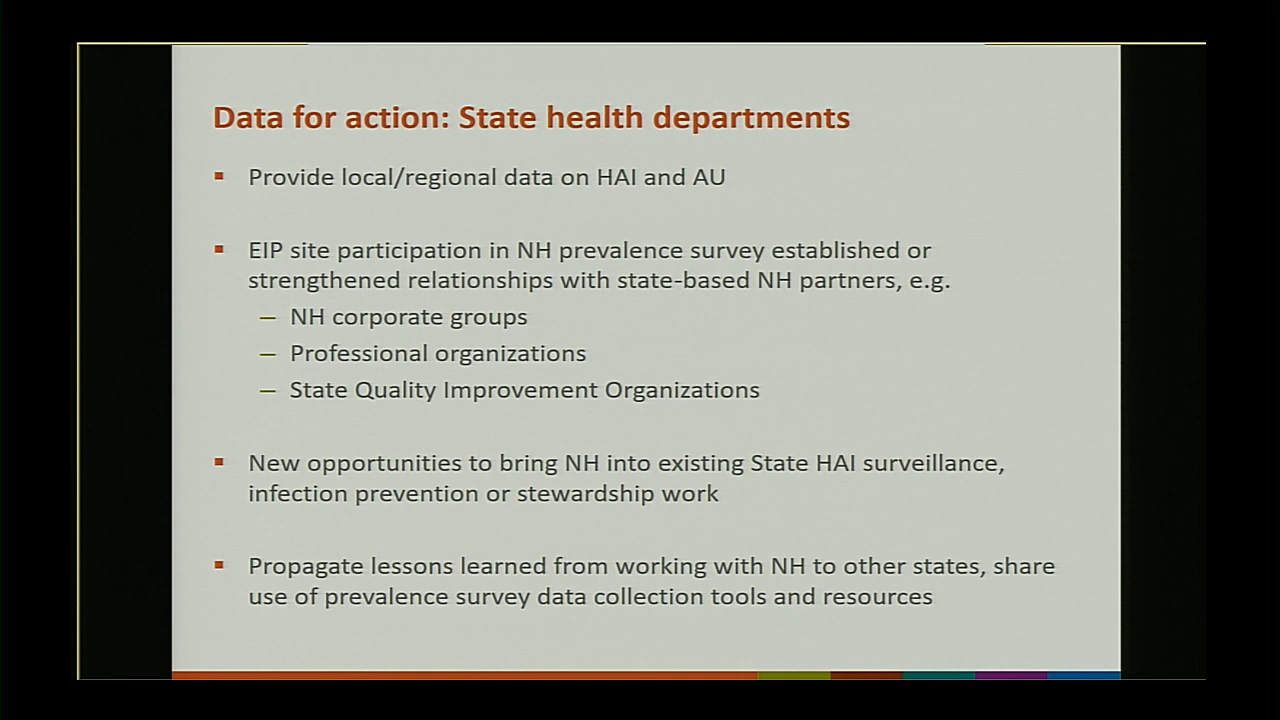 Data for action: State health departments
▪ Provide local/regional data on HAI and AU
▪ EIP site participation in NH prevalence survey established or
strengthened relationships with state-based NH partners, e.g.
– NH corporate groups
– Professional organizations
– State Quality Improvement Organizations
▪ New opportunities to bring NH into existing State HAI surveillance,
infection prevention or stewardship work
▪ Propagate lessons learned from working with NH to other states, share
use of prevalence survey data collection tools and resources